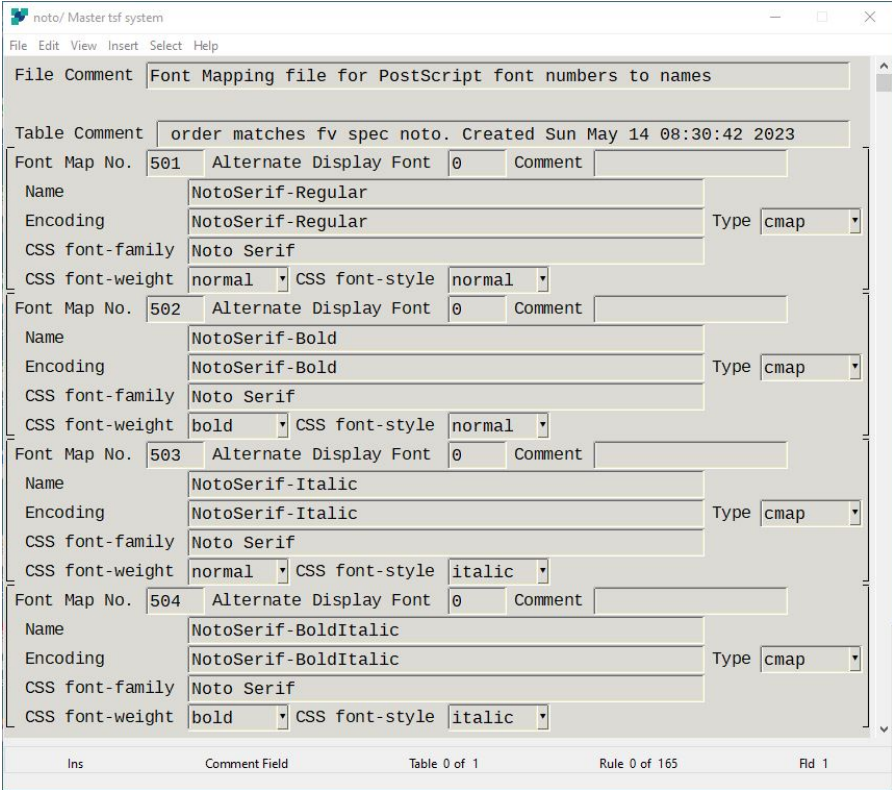 noto/ Master tsf system
File Edit View Insert Select Help
File Comment Font Mapping file for PostScript font numbers to names
Table Comment order matches fv spec noto. Created Sun May 14 08:30:42 2023
Font Map No. 501 Alternate Display Font 0 Comment
Name NotoSerif-Regular
Encoding NotoSerif-Regular Type cmap
CSS font-family Noto Serif
CSS font-weight normal CSS font-style normal
Font Map No. 502 Alternate Display Font 0 Comment
Name NotoSerif-Bold
Encoding NotoSerif-Bold Type cmap
CSS font-family Noto Serif
CSS font-weight bold CSS font-style normal
Font Map No. 503 Alternate Display Font 0 Comment
Name NotoSerif-Italic
Encoding NotoSerif-Italic Type cmap
CSS font-family Noto Serif
CSS font-weight normal CSS font-style italic
Font Map No. 504 Alternate Display Font 0 Comment
Name NotoSerif-BoldItalic
Encoding NotoSerif-BoldItalic Type cmap
CSS font-family Noto Serif
CSS font-weight bold CSS font-style italic
Ins Comment Field Table 0 of 1 Rule 0 of 165 Fld 1